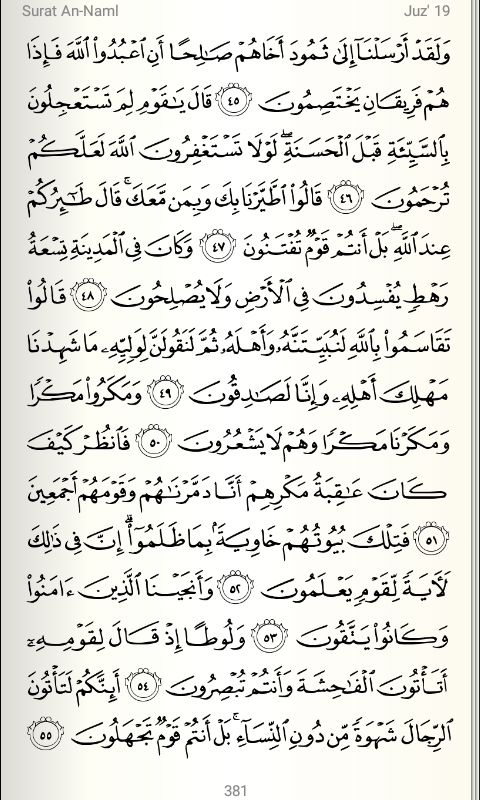 Surat An-Naml
Juz' 19
وَلَقَدْ أَرْسَلْنَآ إِلَىٰ ثَمُودَ أَخَاهُمْ صَـٰلِحًا أَنِ ٱعْبُدُوا۟ ٱللَّهَ فَإِذَا
هُمْ فَرِيقَانِ يَخْتَصِمُونَ ٤٥ قَالَ يَـٰقَوْمِ لِمَ تَسْتَعْجِلُونَ
بِٱلسَّيِّئَةِ قَبْلَ ٱلْحَسَنَةِ ۖ لَوْلَا تَسْتَغْفِرُونَ ٱللَّهَ لَعَلَّكُمْ
تُرْحَمُونَ ٤٦ قَالُوا۟ ٱطَّيَّرْنَا بِكَ وَبِمَن مَّعَكَ ۚ قَالَ طَـٰٓئِرُكُمْ
عِندَ ٱللَّهِ ۖ بَلْ أَنتُمْ قَوْمٌ تُفْتَنُونَ ٤٧ وَكَانَ فِى ٱلْمَدِينَةِ تِسْعَةُ
رَهْطٍ يُفْسِدُونَ فِى ٱلْأَرْضِ وَلَا يُصْلِحُونَ ٤٨ قَالُوا۟
تَقَاسَمُوا۟ بِٱللَّهِ لَنُبَيِّتَنَّهُۥ وَأَهْلَهُۥ ثُمَّ لَنَقُولَنَّ لِوَلِيِّهِۦ مَا شَهِدْنَا
مَهْلِكَ أَهْلِهِۦ وَإِنَّا لَصَـٰدِقُونَ ٤٩ وَمَكَرُوا۟ مَكْرًا
وَمَكَرْنَا مَكْرًا وَهُمْ لَا يَشْعُرُونَ ٥٠ فَٱنظُرْ كَيْفَ
كَانَ عَـٰقِبَةُ مَكْرِهِمْ أَنَّا دَمَّرْنَـٰهُمْ وَقَوْمَهُمْ أَجْمَعِينَ
٥١ فَتِلْكَ بُيُوتُهُمْ خَاوِيَةًۢ بِمَا ظَلَمُوٓا۟ ۗ إِنَّ فِى ذَٰلِكَ
لَـَٔايَةً لِّقَوْمٍ يَعْلَمُونَ ٥٢ وَأَنجَيْنَا ٱلَّذِينَ ءَامَنُوا۟
وَكَانُوا۟ يَتَّقُونَ ٥٣ وَلُوطًا إِذْ قَالَ لِقَوْمِهِۦٓ
أَتَأْتُونَ ٱلْفَـٰحِشَةَ وَأَنتُمْ تُبْصِرُونَ ٥٤ أَئِنَّكُمْ لَتَأْتُونَ
ٱلرِّجَالَ شَهْوَةً مِّن دُونِ ٱلنِّسَآءِ ۚ بَلْ أَنتُمْ قَوْمٌ تَجْهَلُونَ ٥٥
381